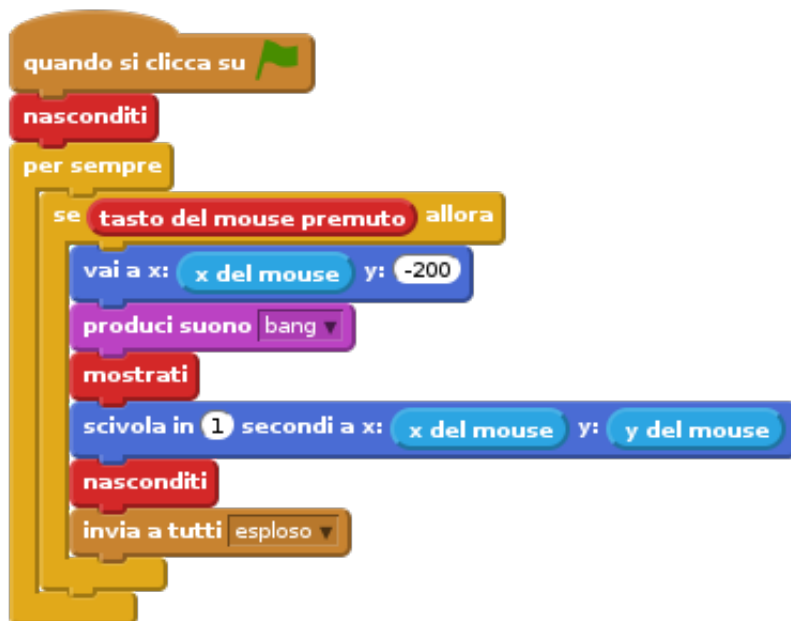 quando si clicca su
nasconditi
per sempre
se tasto del mouse premuto allora
vai a x: x del mouse y: -200
produci suono bang
mostrati
scivola in 1 secondi a x: x del mouse y: y del mouse
nasconditi
invia a tutti esploso